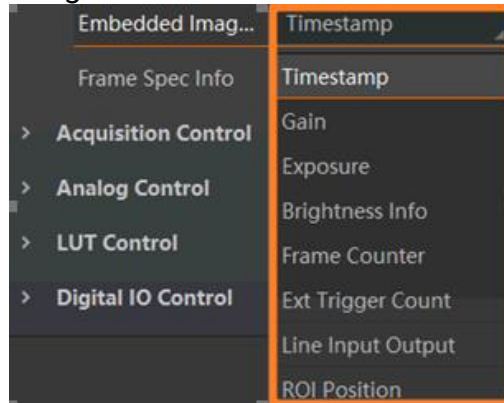 Embedded Imag...
Timestamp
Frame Spec Info
Timestamp
Gain
> Acquisition Control
Exposure
> Analog Control
Brightness Info
> LUT Control
Frame Counter
> Digital IO Control
Ext Trigger Count
Line Input Output
ROI Position